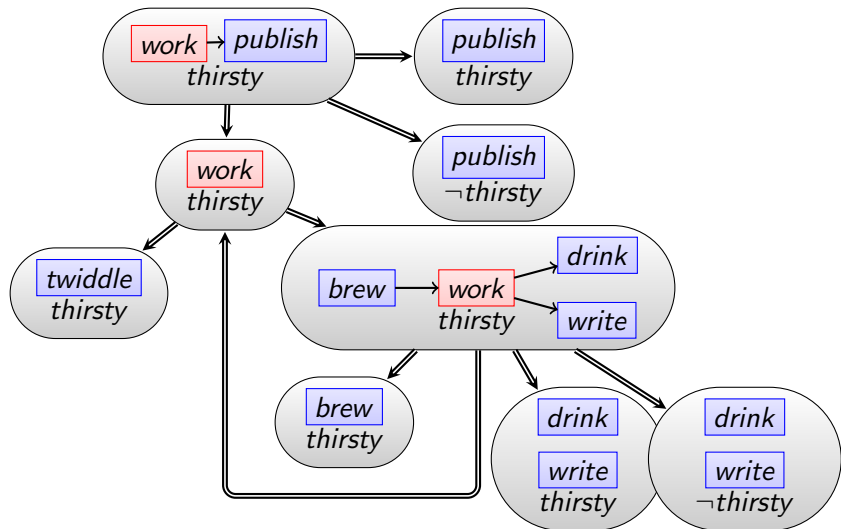 work publish publish
thirsty thirsty
work publish
thirsty ¬thirsty
drink
twiddle brew work
thirsty thirsty write
brew drink drink
thirsty
write write
thirsty ¬thirsty